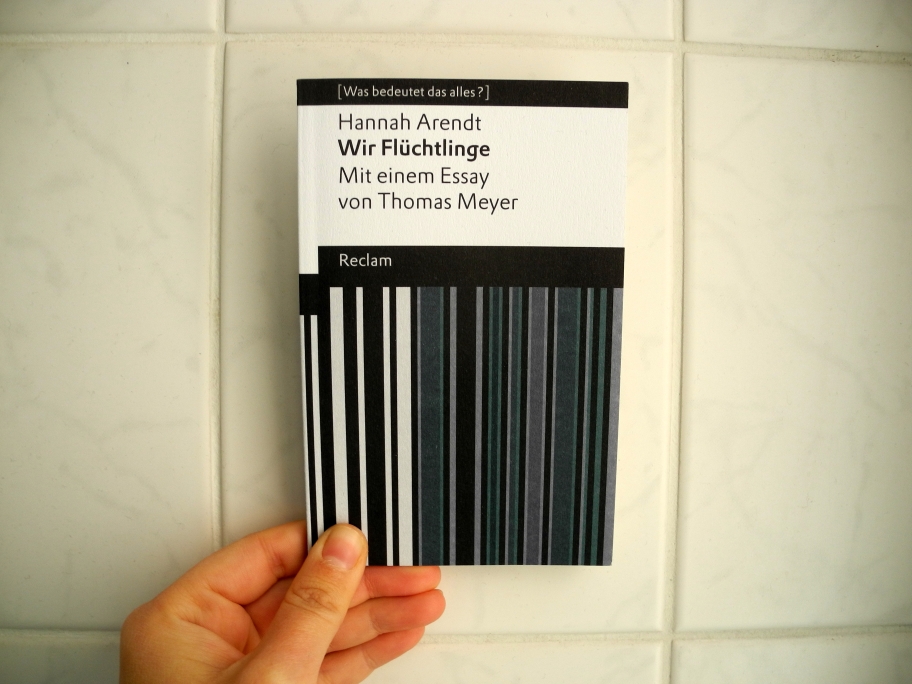 [Was bedeutet das alles?]
Hannah Arendt
Wir Flüchtlinge
Mit einem Essay
von Thomas Meyer
Reclam